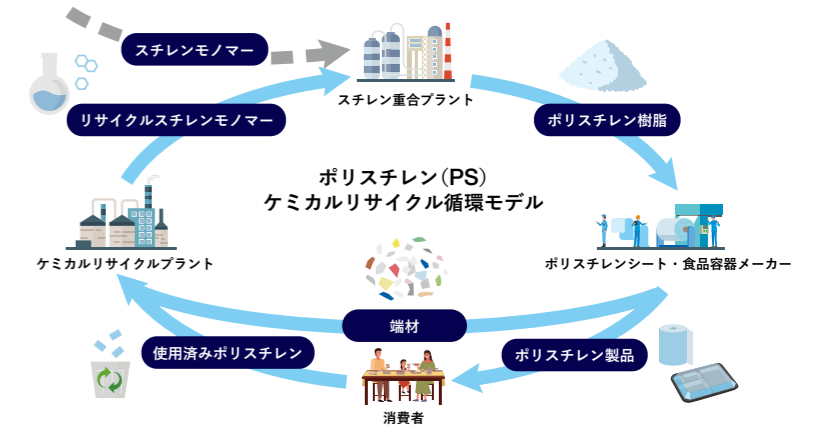 スチレンモノマー
スチレン重合プラント
リサイクルスチレンモノマー
ポリスチレン樹脂
ポリスチレン（PS）
ケミカルリサイクル循環モデル
ケミカルリサイクルプラント
ポリスチレンシート・食品容器メーカー
端材
使用済みポリスチレン
ポリスチレン製品
消費者